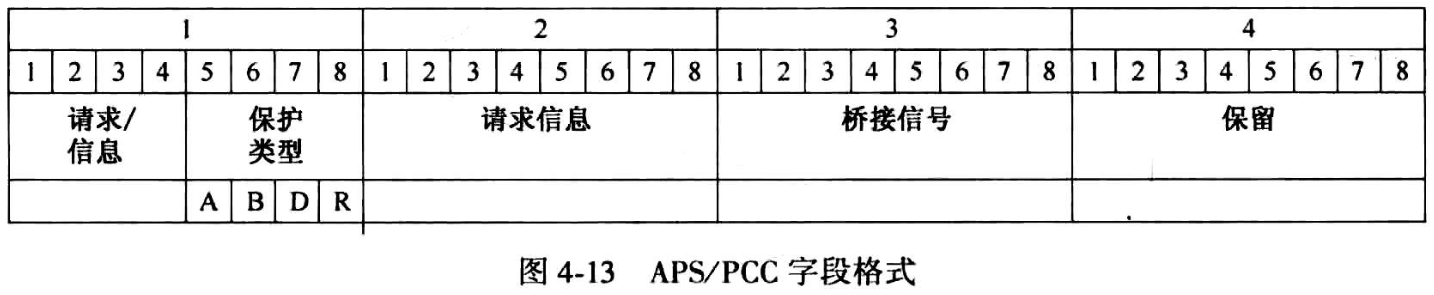 1 2 3 4
1 2 3 4 5 6 7 8 1 2 3 4 5 6 7 8 1 2 3 4 5 6 7 8 1 2 3 4 5 6 7 8
请求/ 保护 请求信息 桥接信号 保留
信息 类型
A B D R
图 4-13 APS/PCC 字段格式